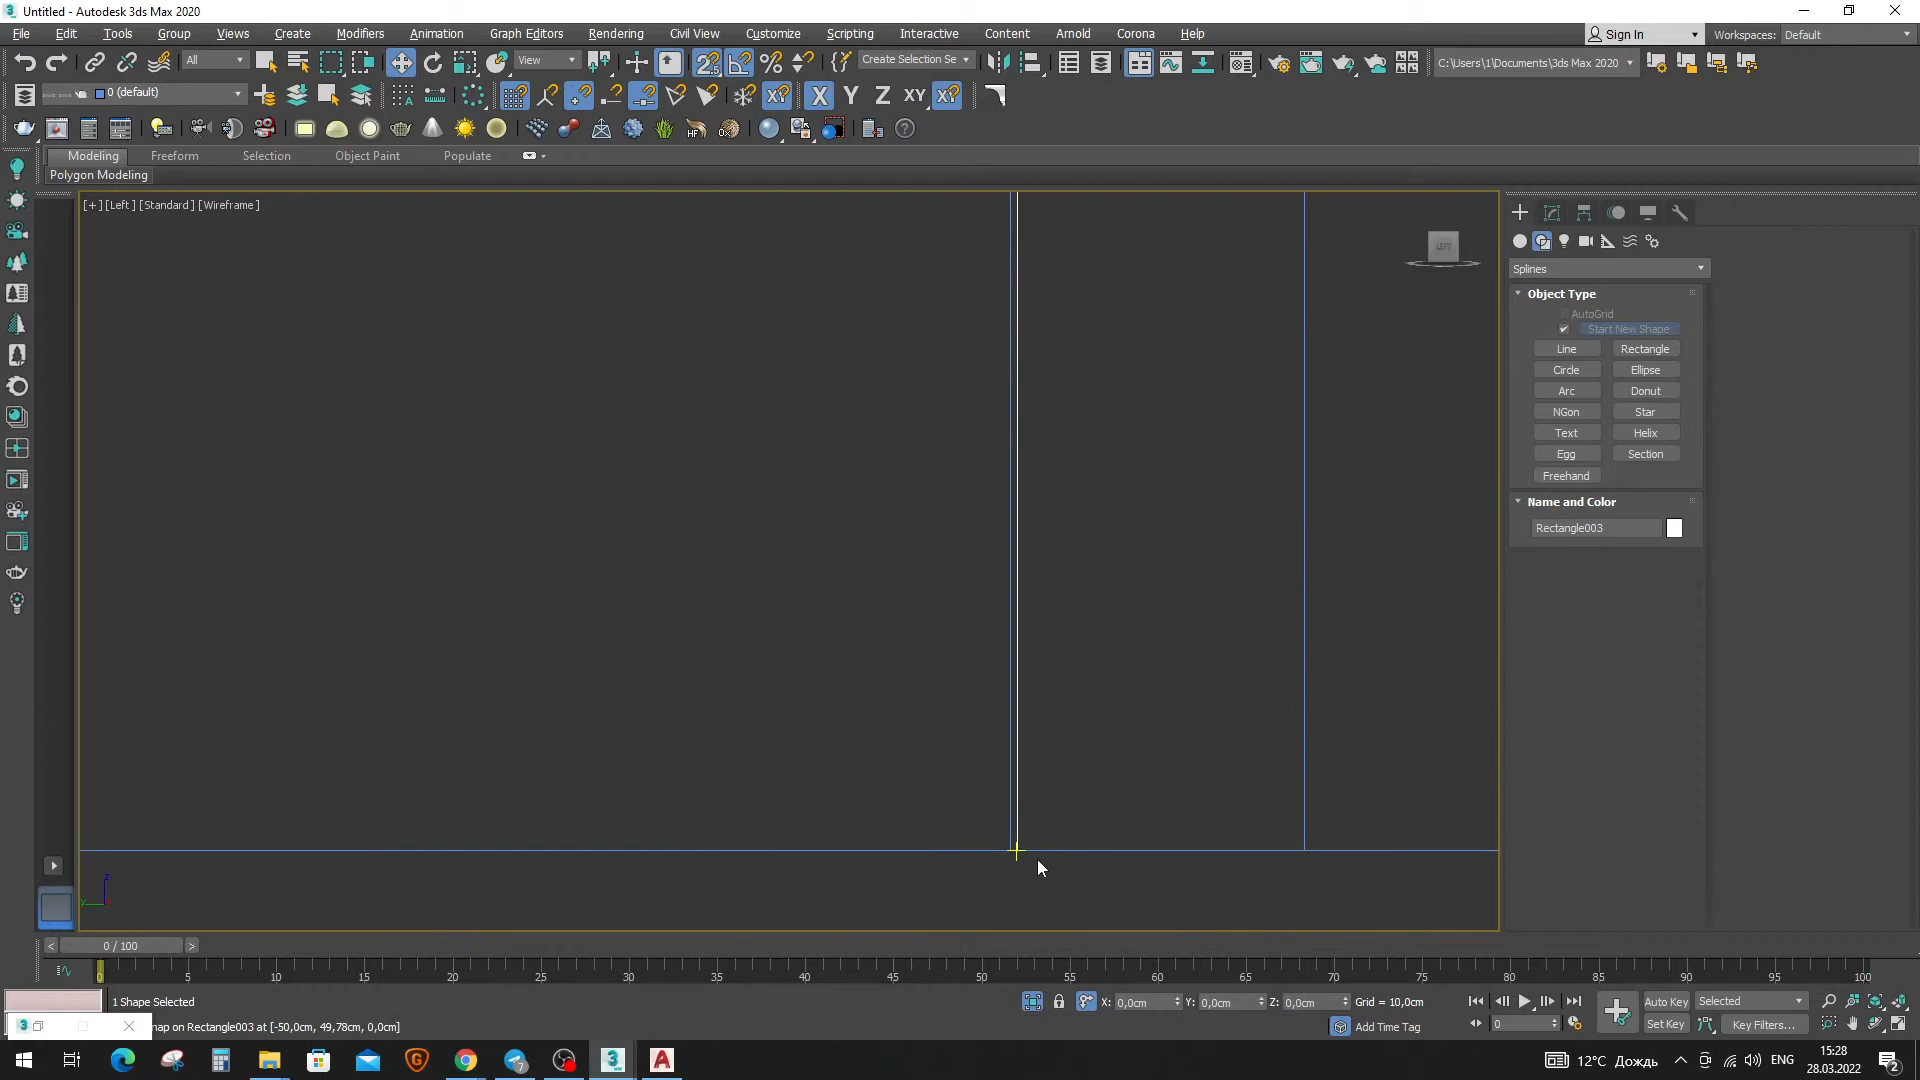 Untitled - Autodesk 3ds Max 2020
File Edit Tools Group Views Create Modifiers Animation Graph Editors Rendering Civil View Customize Scripting Interactive Content Arnold Corona Help Sign In Workspaces: Default
All View Create Selection Se C:\Users\1\Documents\3ds Max 2020
0 (default) X Y Z XY XY
HF
Modeling Freeform Selection Object Paint Populate
Polygon Modeling
[+] [Left] [Standard] [Wireframe]
LEFT
Splines
Object Type
AutoGrid
Start New Shape
Line Rectangle
Circle Ellipse
Arc Donut
NGon Star
Text Helix
Egg Section
Freehand
Name and Color
Rectangle003
z
y
0 / 100
0 5 10 15 20 25 30 35 40 45 50 55 60 65 70 75 80 85 90 95 100
1 Shape Selected X: 0,0cm Y: 0,0cm Z: 0,0cm Grid = 10,0cm Auto Key Selected
nap on Rectangle003 at [-50,0cm, 49,78cm, 0,0cm] Add Time Tag 0 Set Key Key Filters...
12°C Дождь ENG 15:28
28.03.2022 2